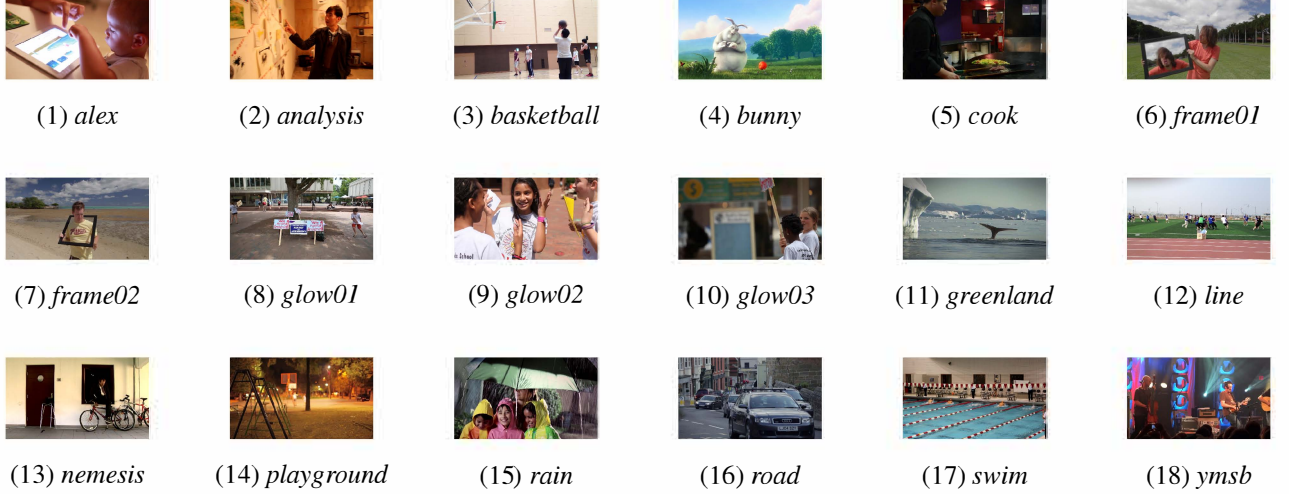 (1) alex
(2) analysis
(3) basketball
(4) bunny
(5) cook
(6) frame01
(7) frame02
(8) glow01
(9) glow02
(10) glow03
(11) greenland
(12) line
(13) nemesis
(14) playground
(15) rain
(16) road
(17) swim
(18) ymsb